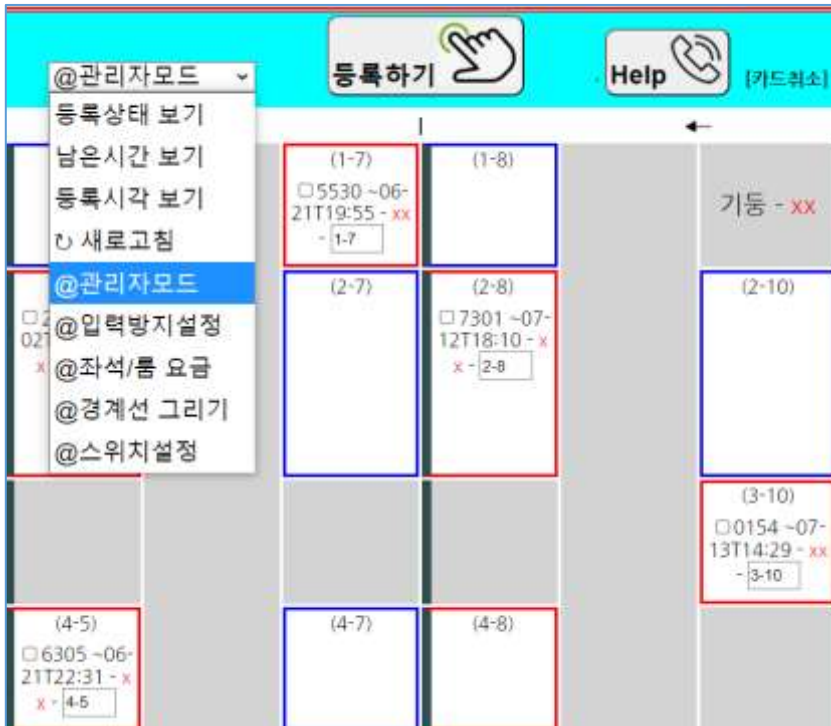 @관리자모드
등록하기
Help
[카드취소]
등록상태 보기
남은시간 보기
등록시각 보기
↻ 새로고침
@관리자모드
@입력방지설정
@좌석/룸 요금
@경계선 그리기
@스위치설정
←
(1-7)
5530 ~06-
21T19:55 - xx
- 1-7
(1-8)
기둥 - xx
(2-7)
(2-8)
7301 ~07-
12T18:10 - x
x - 2-8
(2-10)
(3-10)
0154 ~07-
13T14:29 - xx
- 3-10
(4-5)
6305 ~06-
21T22:31 - x
x - 4-5
(4-7)
(4-8)